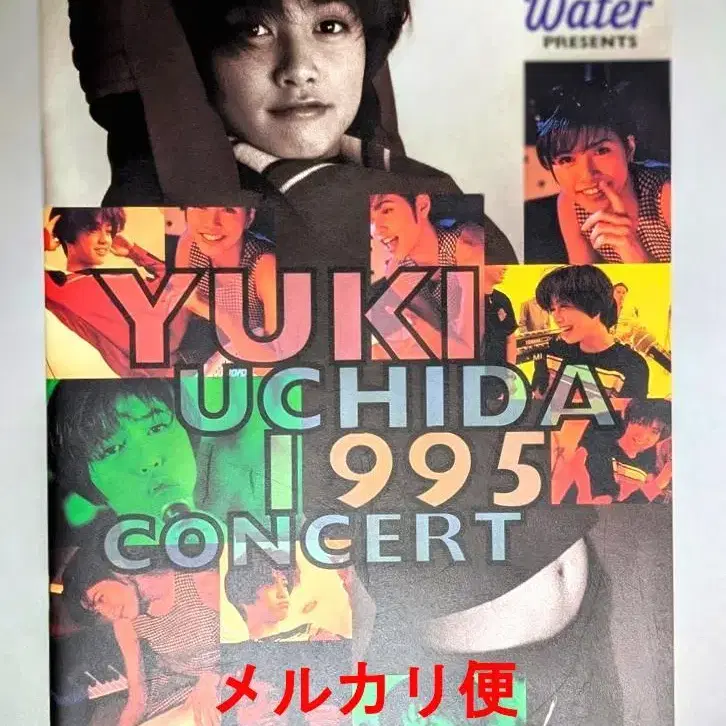 Water
PRESENTS
YUKI
UCHIDA
1995
CONCERT
メルカリ便